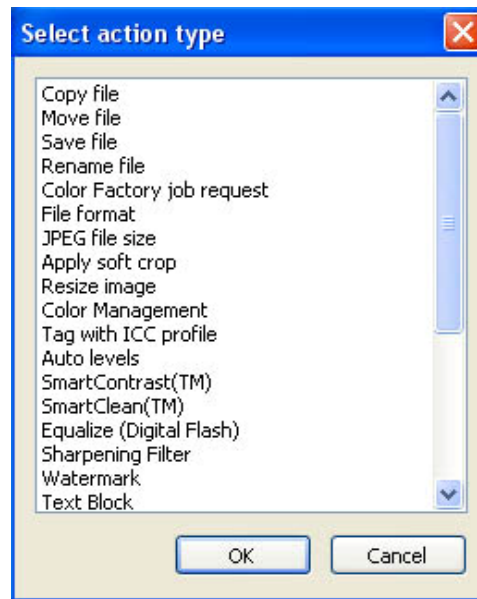 Select action type
Copy file
Move file
Save file
Rename file
Color Factory job request
File format
JPEG file size
Apply soft crop
Resize image
Color Management
Tag with ICC profile
Auto levels
SmartContrast(TM)
SmartClean(TM)
Equalize (Digital Flash)
Sharpening Filter
Watermark
Text Block
OK Cancel